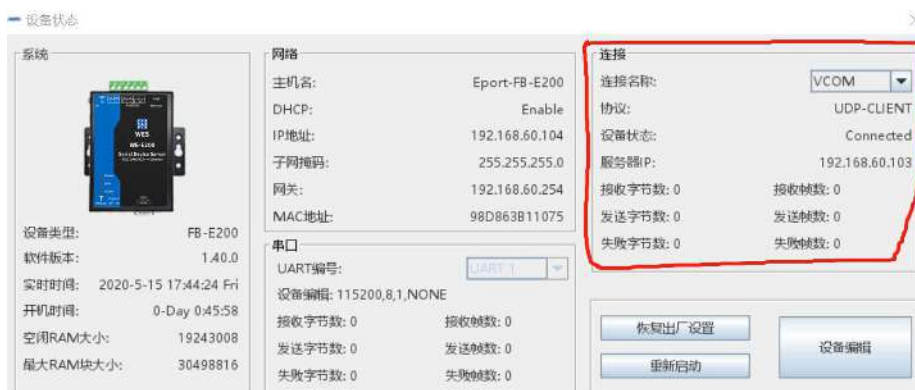 设备状态
系统
WES
WE-E200
Serial Device Server
设备类型: FB-E200
软件版本: 1.40.0
实时时间: 2020-5-15 17:44:24 Fri
开机时间: 0-Day 0:45:58
空闲RAM大小: 19243008
最大RAM块大小: 30498816
网络
主机名: Eport-FB-E200
DHCP: Enable
IP地址: 192.168.60.104
子网掩码: 255.255.255.0
网关: 192.168.60.254
MAC地址: 98D863B11075
串口
UART编号: UART 1
设备编辑: 115200,8,1,NONE
接收字节数: 0 接收帧数: 0
发送字节数: 0 发送帧数: 0
失败字节数: 0 失败帧数: 0
连接
连接名称: VCOM
协议: UDP-CLIENT
设备状态: Connected
服务器IP: 192.168.60.103
接收字节数: 0 接收帧数: 0
发送字节数: 0 发送帧数: 0
失败字节数: 0 失败帧数: 0
恢复出厂设置
重新启动
设备编辑